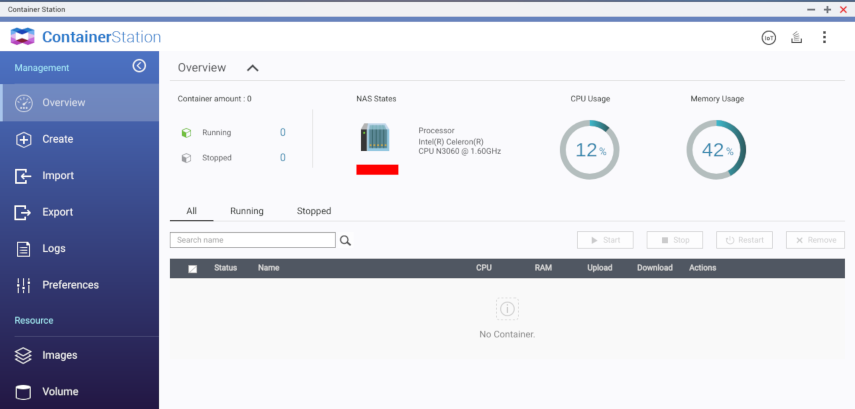 Container Station
ContainerStation
IoT
Management
Overview
Create
Import
Export
Logs
Preferences
Resource
Images
Volume
Overview
Container amount : 0
Running 0
Stopped 0
NAS States
Processor
Intel(R) Celeron(R)
CPU N3060 @ 1.60GHz
CPU Usage
12%
Memory Usage
42%
All Running Stopped
Search name
Start Stop Restart Remove
Status Name CPU RAM Upload Download Actions
No Container.